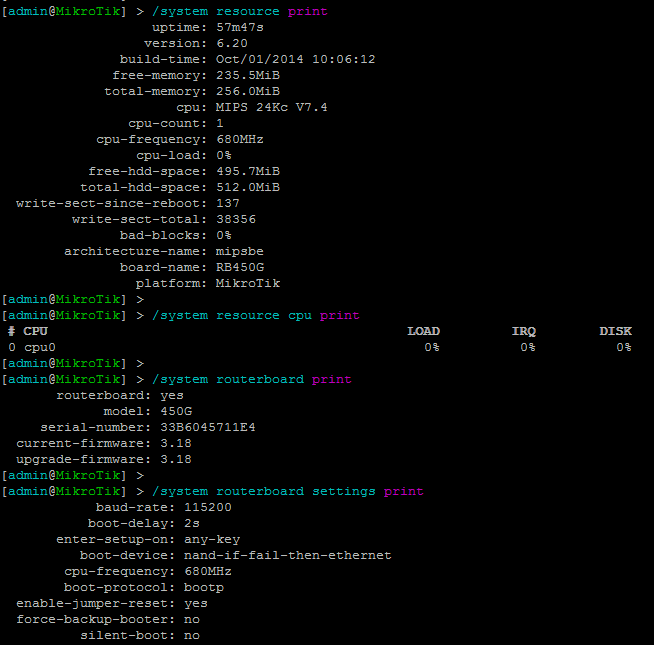 [admin@MikroTik] > /system resource print
uptime: 57m47s
version: 6.20
build-time: Oct/01/2014 10:06:12
free-memory: 235.5MiB
total-memory: 256.0MiB
cpu: MIPS 24Kc V7.4
cpu-count: 1
cpu-frequency: 680MHz
cpu-load: 0%
free-hdd-space: 495.7MiB
total-hdd-space: 512.0MiB
write-sect-since-reboot: 137
write-sect-total: 38356
bad-blocks: 0%
architecture-name: mipsbe
board-name: RB450G
platform: MikroTik
[admin@MikroTik] >
[admin@MikroTik] > /system resource cpu print
# CPU LOAD IRQ DISK
0 cpu0 0% 0% 0%
[admin@MikroTik] >
[admin@MikroTik] > /system routerboard print
routerboard: yes
model: 450G
serial-number: 33B6045711E4
current-firmware: 3.18
upgrade-firmware: 3.18
[admin@MikroTik] >
[admin@MikroTik] > /system routerboard settings print
baud-rate: 115200
boot-delay: 2s
enter-setup-on: any-key
boot-device: nand-if-fail-then-ethernet
cpu-frequency: 680MHz
boot-protocol: bootp
enable-jumper-reset: yes
force-backup-booter: no
silent-boot: no